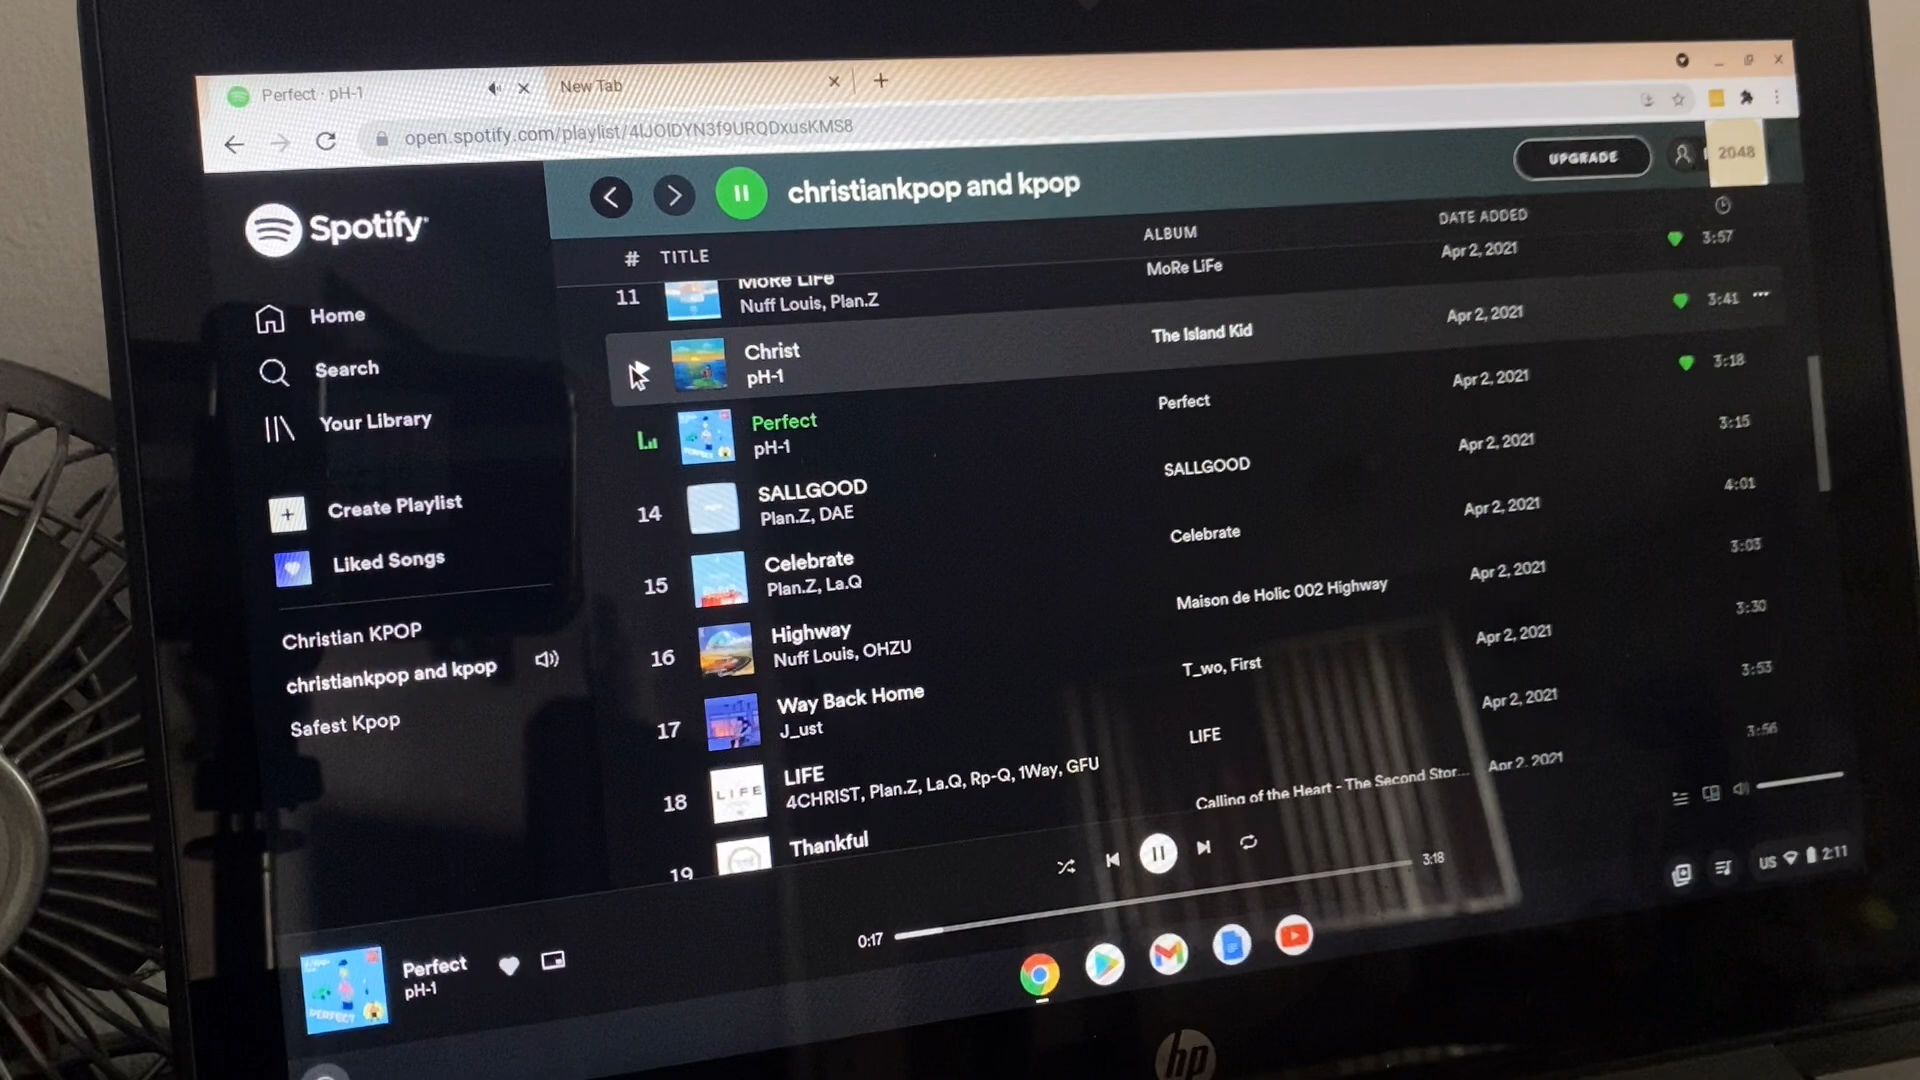 Perfect · pH-1
New Tab
open.spotify.com/playlist/4lJOlDYN3f9URQDxusKMS8
Spotify
christiankpop and kpop
UPGRADE
2048
# TITLE ALBUM DATE ADDED
11 MoRe LiFe MoRe LiFe Apr 2, 2021 3:57
Nuff Louis, Plan.Z
Christ The Island Kid Apr 2, 2021 3:41
pH-1
Perfect Perfect Apr 2, 2021 3:18
pH-1
14 SALLGOOD SALLGOOD Apr 2, 2021 3:15
Plan.Z, DAE
15 Celebrate Celebrate Apr 2, 2021 4:01
Plan.Z, La.Q
16 Highway Maison de Holic 002 Highway Apr 2, 2021 3:03
Nuff Louis, OHZU
17 Way Back Home T_wo, First Apr 2, 2021 3:30
J_ust
18 LIFE LIFE Apr 2, 2021 3:53
4CHRIST, Plan.Z, La.Q, Rp-Q, 1Way, GFU
19 Thankful Calling of the Heart - The Second Stor... Apr 2, 2021 3:56
Home
Search
Your Library
Create Playlist
Liked Songs
Christian KPOP
christiankpop and kpop
Safest Kpop
Perfect
pH-1
0:17
3:18
US 2:11
hp